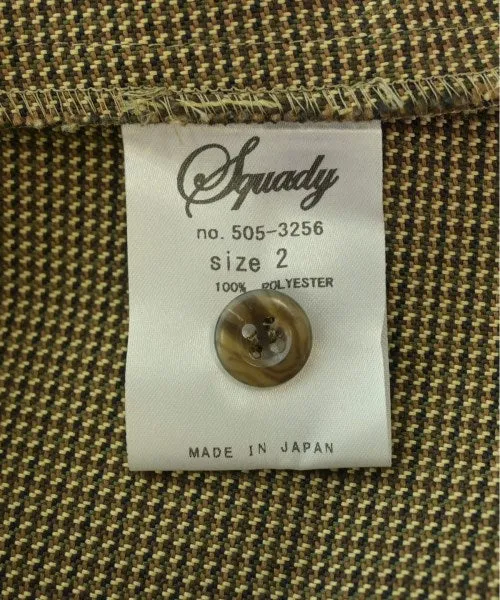 Squady
no. 505-3256
size 2
100% POLYESTER
MADE IN JAPAN